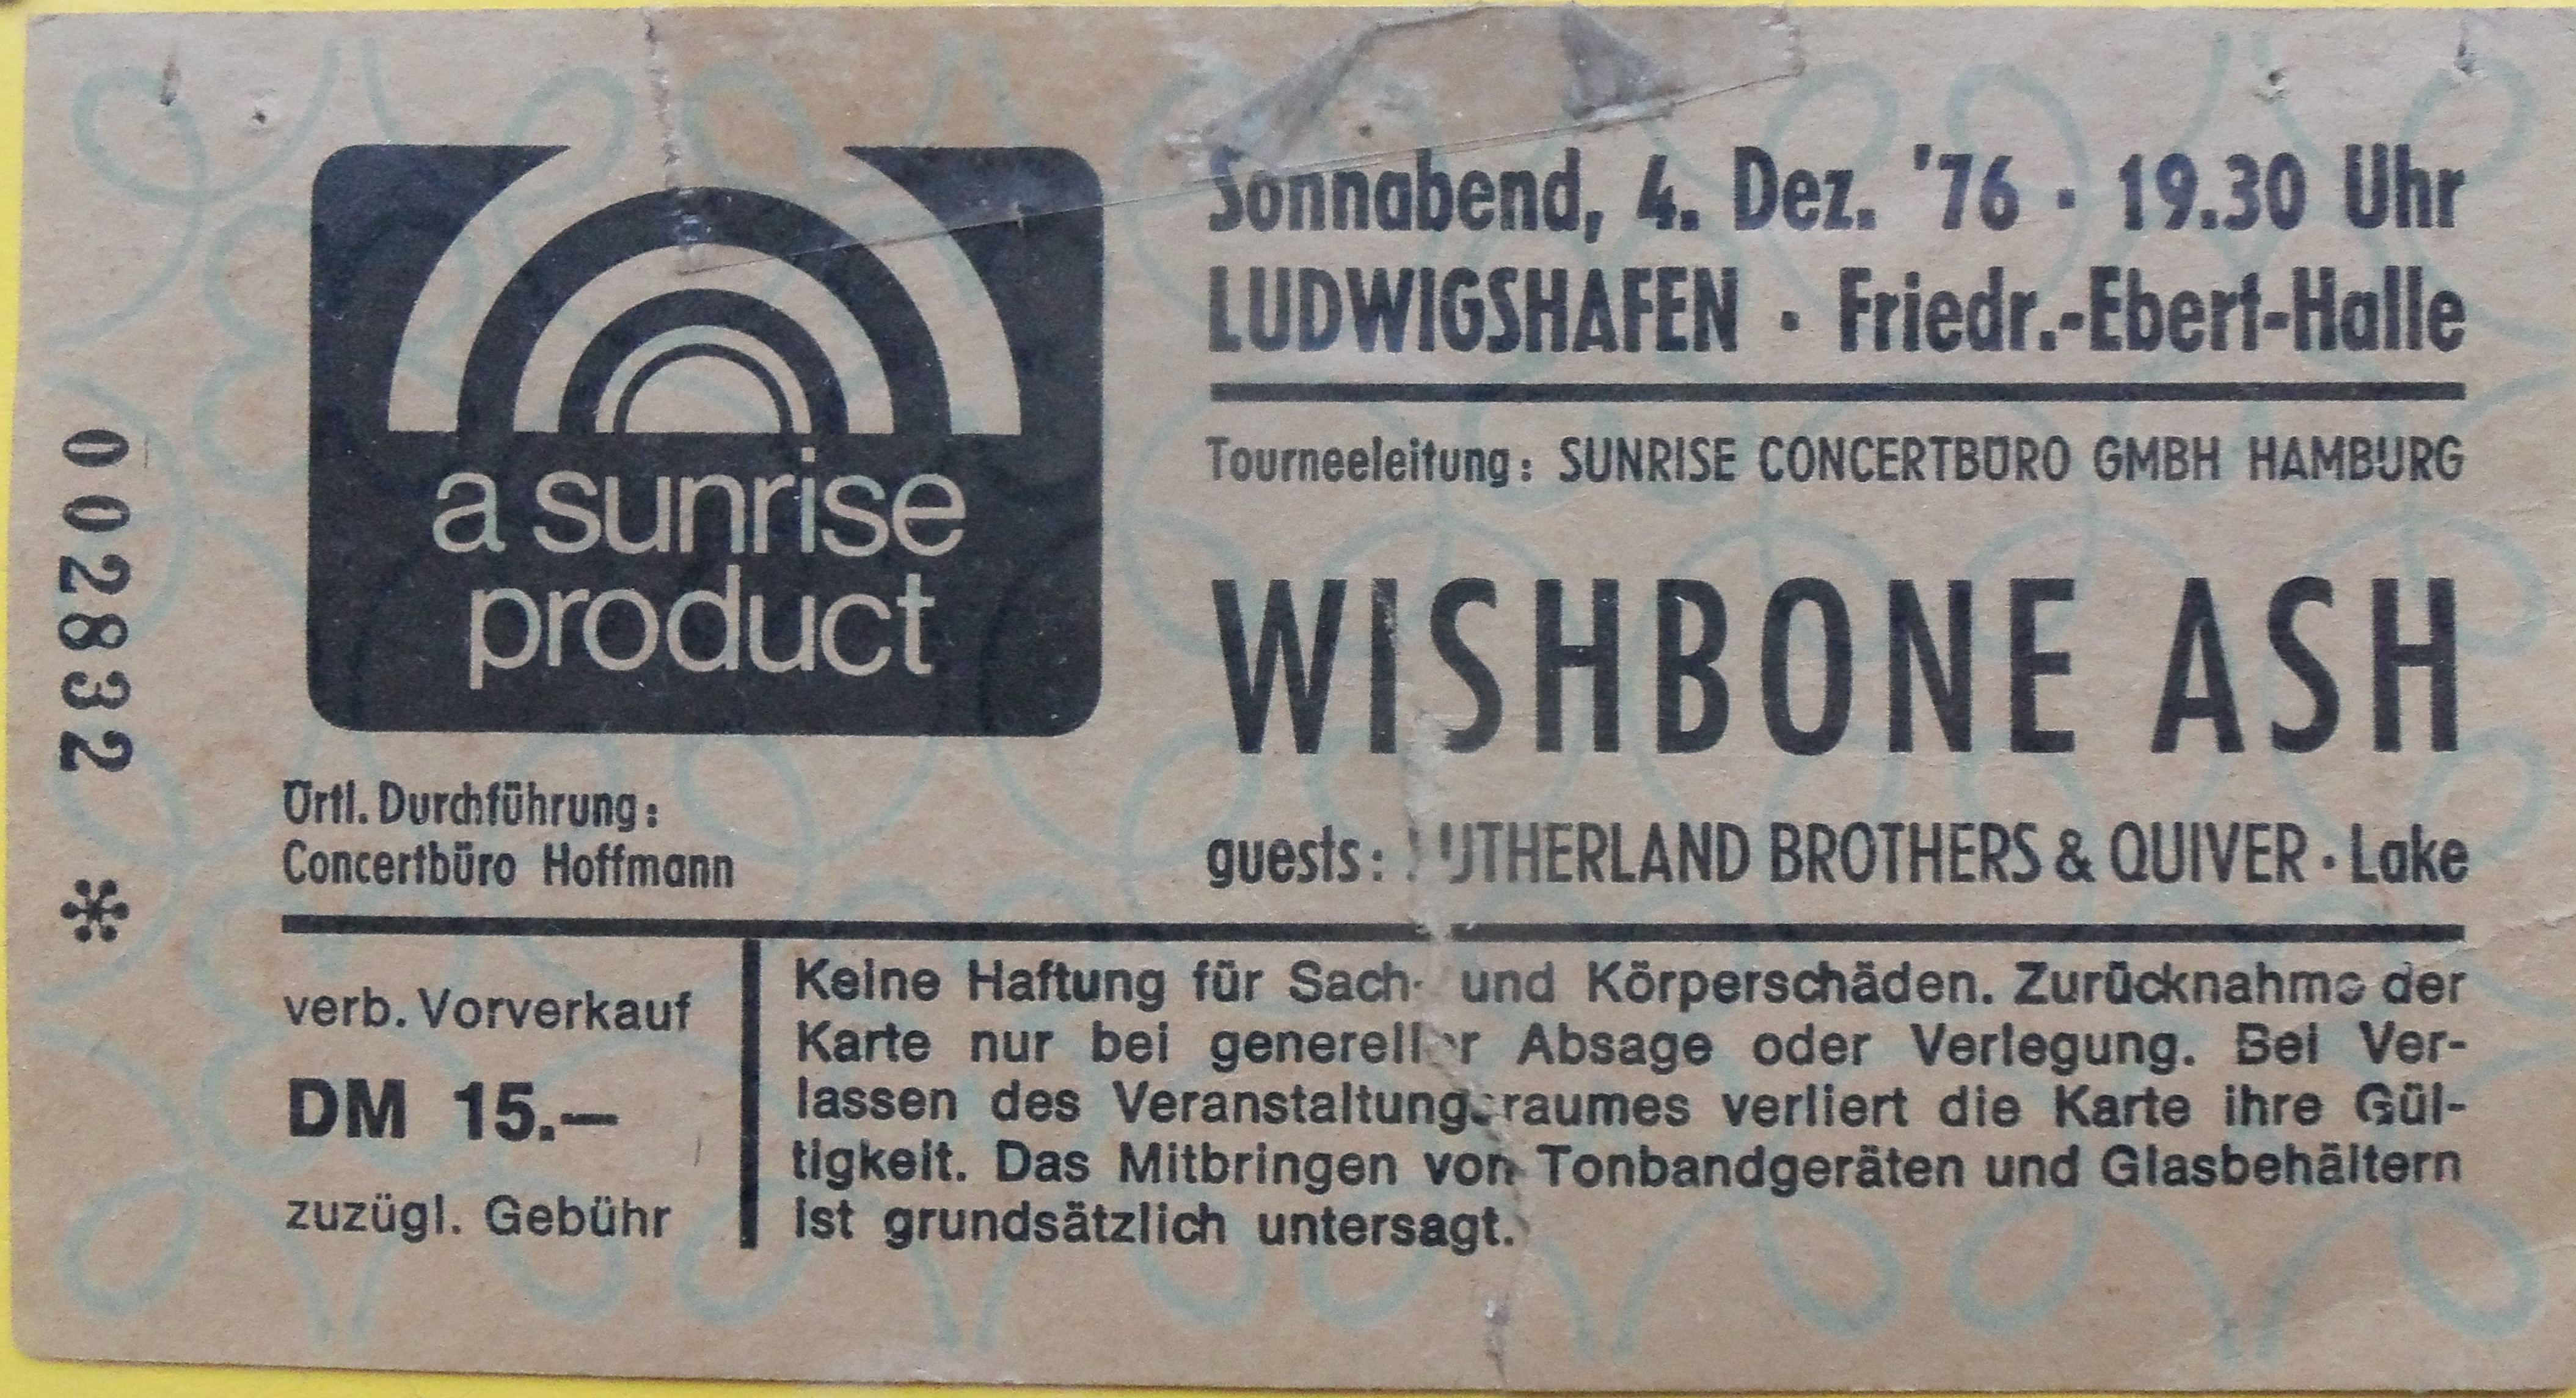 Sonnabend, 4. Dez. '76 · 19.30 Uhr
LUDWIGSHAFEN · Friedr.-Ebert-Halle
Tourneeleitung: SUNRISE CONCERTBÜRO GMBH HAMBURG
WISHBONE ASH
guests: SUTHERLAND BROTHERS & QUIVER · Lake
a sunrise
product
Örtl. Durchführung:
Concertbüro Hoffmann
002832 *
verb. Vorverkauf
DM 15.—
zuzügl. Gebühr
Keine Haftung für Sach- und Körperschäden. Zurücknahme der
Karte nur bei genereller Absage oder Verlegung. Bei Ver-
lassen des Veranstaltungsraumes verliert die Karte ihre Gül-
tigkeit. Das Mitbringen von Tonbandgeräten und Glasbehältern
ist grundsätzlich untersagt.